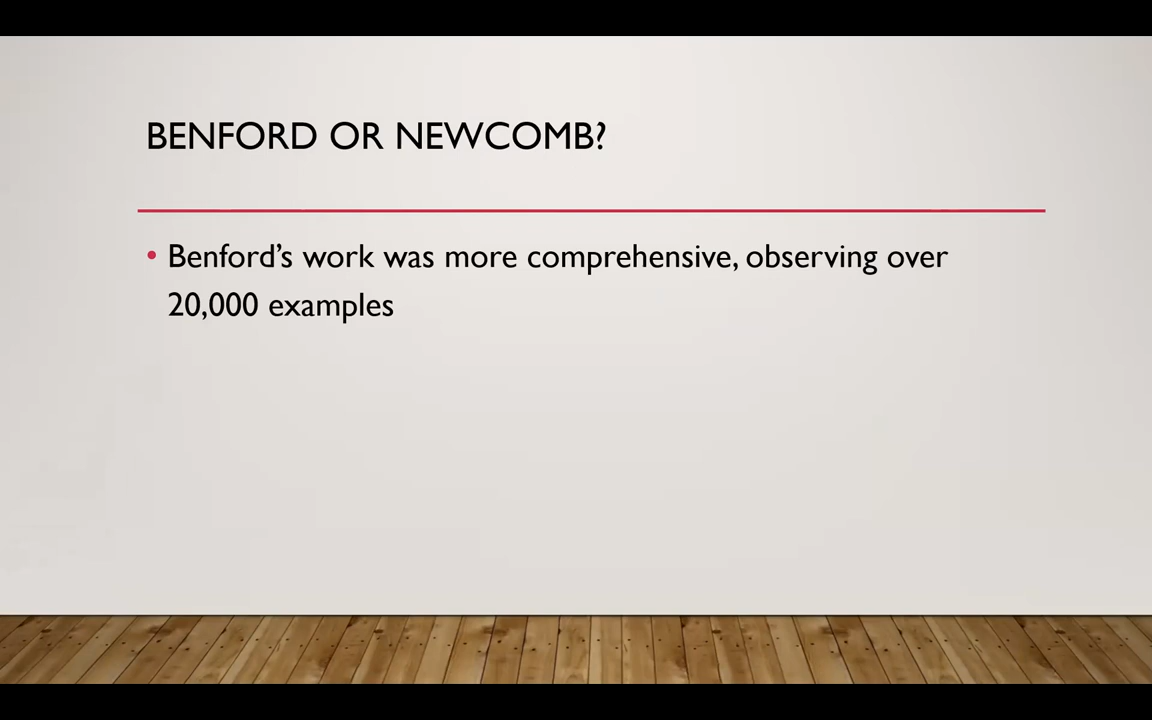 BENFORD OR NEWCOMB?
• Benford’s work was more comprehensive, observing over
20,000 examples